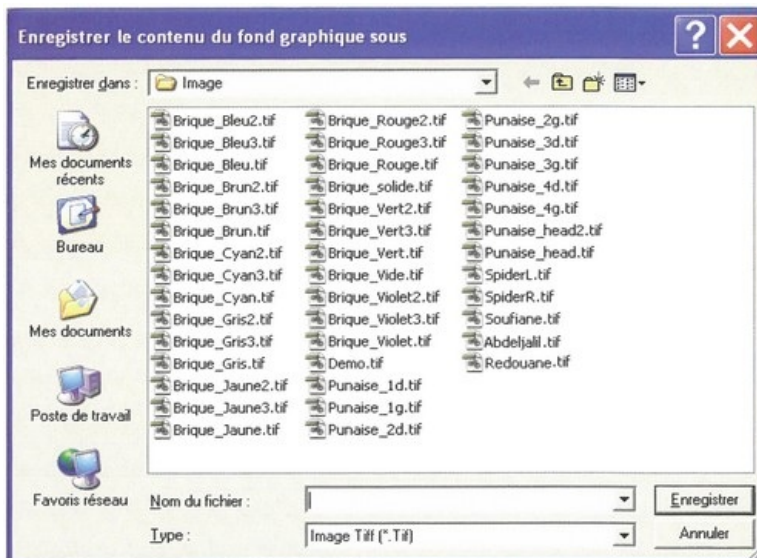 Enregistrer le contenu du fond graphique sous
Enregistrer dans :
Image
Mes documents
récents
Bureau
Mes documents
Poste de travail
Favoris réseau
Brique_Bleu2.tif
Brique_Bleu3.tif
Brique_Bleu.tif
Brique_Brun2.tif
Brique_Brun3.tif
Brique_Brun.tif
Brique_Cyan2.tif
Brique_Cyan3.tif
Brique_Cyan.tif
Brique_Gris2.tif
Brique_Gris3.tif
Brique_Gris.tif
Brique_Jaune2.tif
Brique_Jaune3.tif
Brique_Jaune.tif
Brique_Rouge2.tif
Brique_Rouge3.tif
Brique_Rouge.tif
Brique_solide.tif
Brique_Vert2.tif
Brique_Vert3.tif
Brique_Vert.tif
Brique_Vide.tif
Brique_Violet2.tif
Brique_Violet3.tif
Brique_Violet.tif
Demo.tif
Punaise_1d.tif
Punaise_1g.tif
Punaise_2d.tif
Punaise_2g.tif
Punaise_3d.tif
Punaise_3g.tif
Punaise_4d.tif
Punaise_4g.tif
Punaise_head2.tif
Punaise_head.tif
SpiderL.tif
SpiderR.tif
Soufiane.tif
Abdeljalil.tif
Redouane.tif
Nom du fichier :
Enregistrer
Type :
Image Tiff (*.Tif)
Annuler